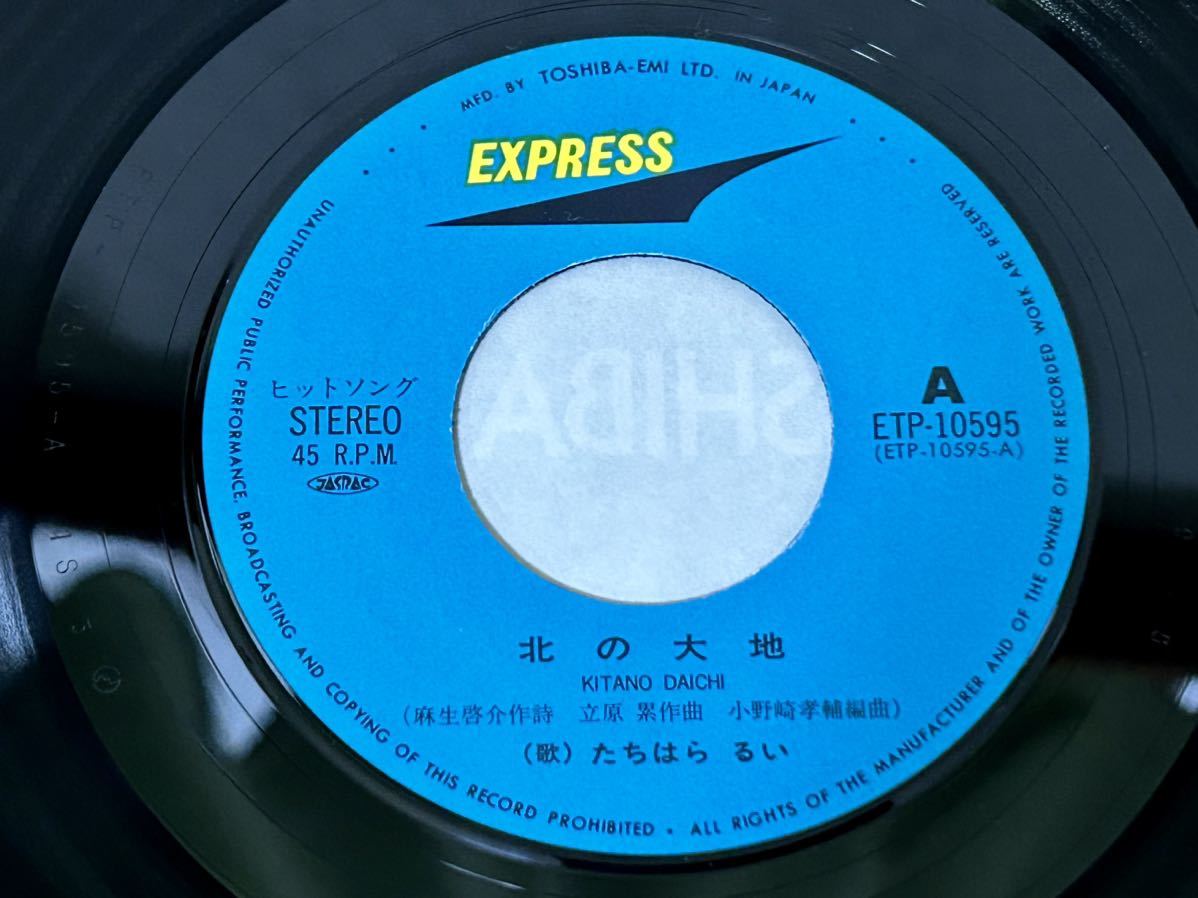 MFD. BY TOSHIBA-EMI LTD. IN JAPAN
EXPRESS
ヒットソング
STEREO
45 R.P.M.
JASRAC
A
ETP-10595
(ETP-10595-A)
SHIBA
北の大地
KITANO DAICHI
(麻生啓介作詩 立原 累作曲 小野崎孝輔編曲)
(歌) たちはら るい
UNAUTHORIZED PUBLIC PERFORMANCE, BROADCASTING AND COPYING OF THIS RECORD PROHIBITED • ALL RIGHTS OF THE MANUFACTURER AND OF THE OWNER OF THE RECORDED WORK ARE RESERVED